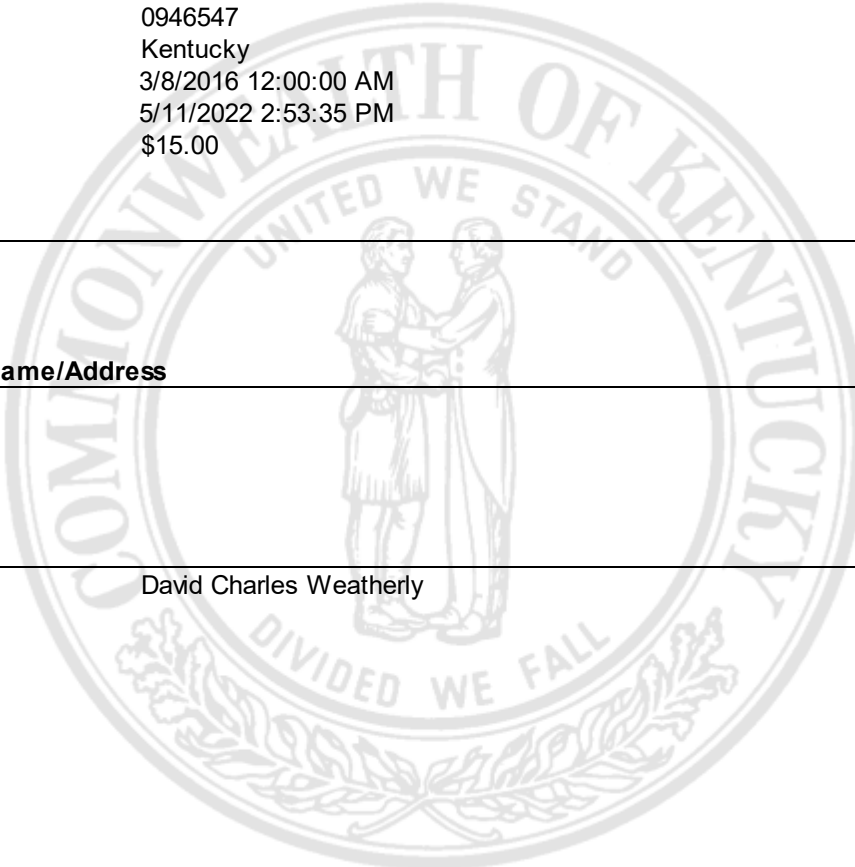 0946547
Kentucky
3/8/2016 12:00:00 AM
5/11/2022 2:53:35 PM
$15.00
COMMONWEALTH OF KENTUCKY
UNITED WE STAND
ame/Address
David Charles Weatherly
DIVIDED WE FALL